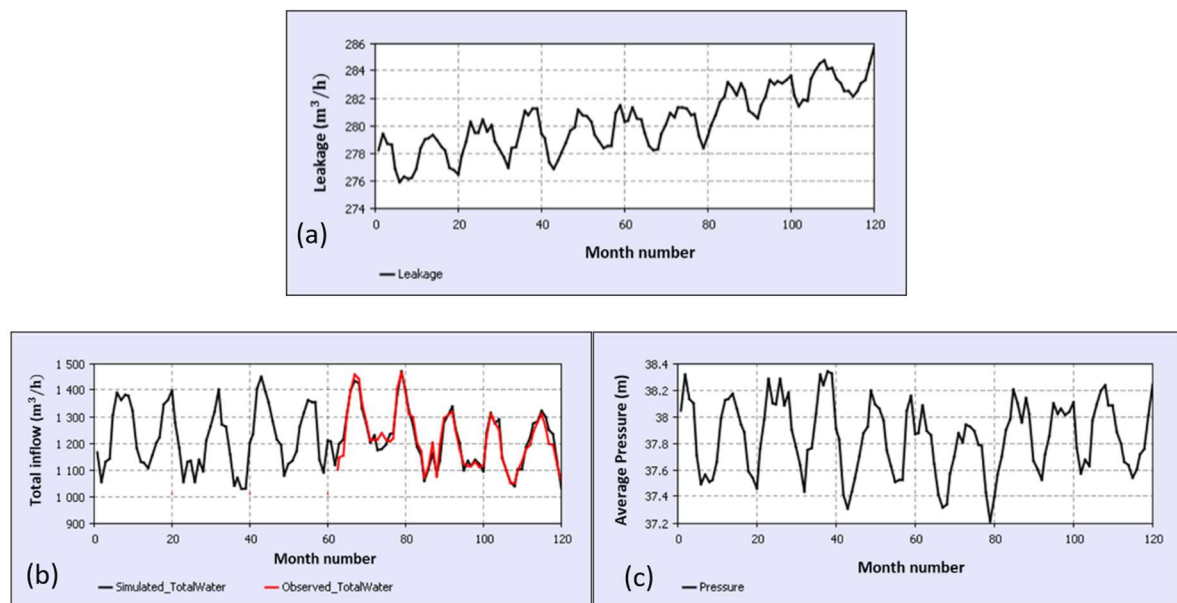 286
284
282
280
278
276
274
Leakage (m³/h)
0 20 40 60 80 100 120
(a)
Month number
Leakage
1 500
1 400
1 300
1 200
1 100
1 000
900
Total inflow (m³/h)
0 20 40 60 80 100 120
Month number
(b)
Simulated_TotalWater Observed_TotalWater
38.4
38.2
38
37.8
37.6
37.4
37.2
Average Pressure (m)
0 20 40 60 80 100 120
Month number
(c)
Pressure